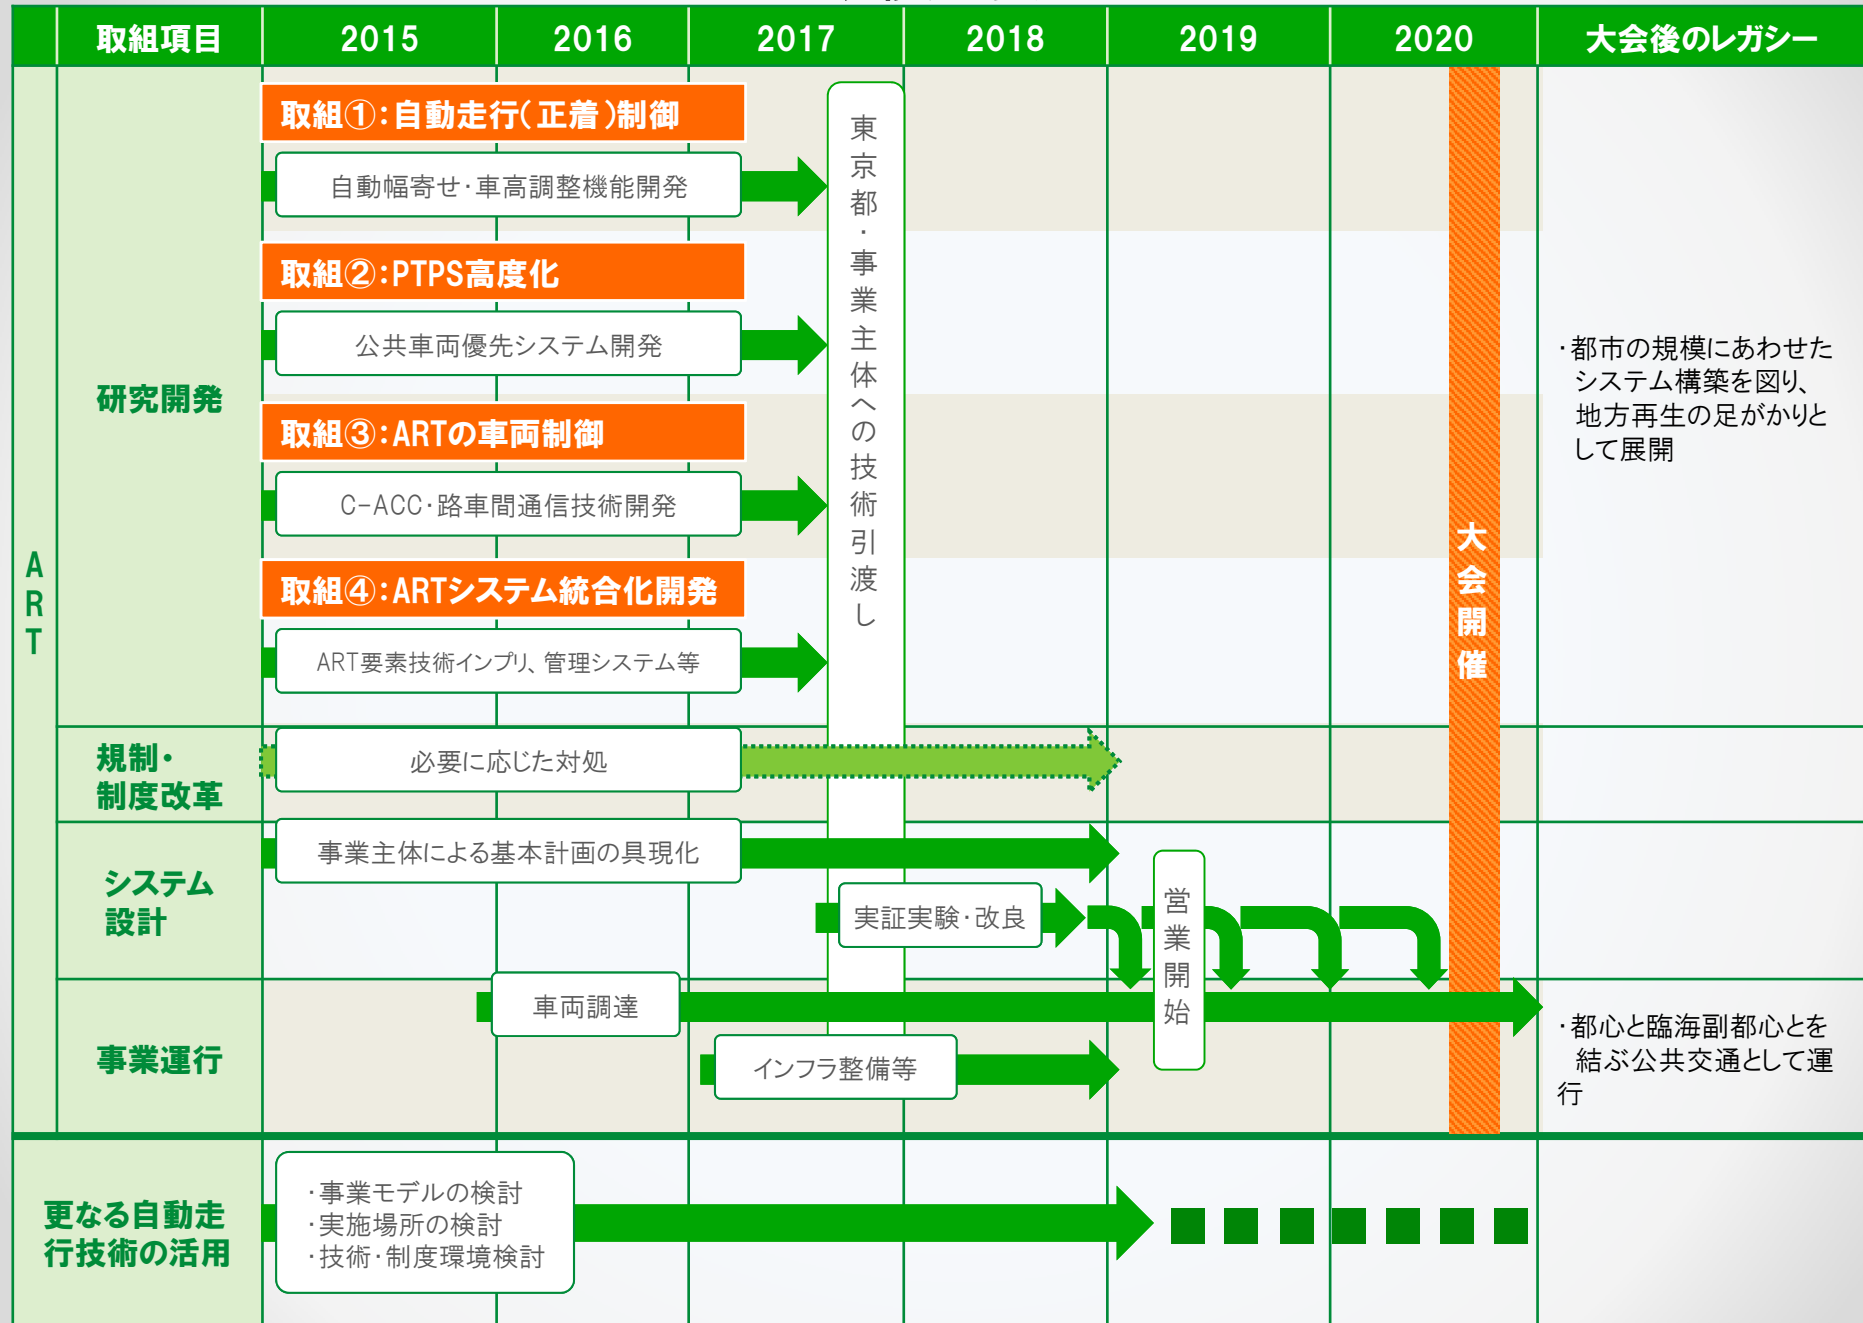 取組項目
2015
2016
2017
2018
2019
2020
大会後のレガシー
ART
研究開発
取組①:自動走行(正着)制御
自動幅寄せ・車高調整機能開発
取組②:PTPS高度化
公共車両優先システム開発
取組③:ARTの車両制御
C-ACC・路車間通信技術開発
取組④:ARTシステム統合化開発
ART要素技術インプリ、管理システム等
東京都・事業主体への技術引渡し
大会開催
・都市の規模にあわせた
システム構築を図り、
地方再生の足がかりと
して展開
規制・
制度改革
必要に応じた対処
システム
設計
事業主体による基本計画の具現化
実証実験・改良
営業開始
事業運行
車両調達
インフラ整備等
・都心と臨海副都心とを
結ぶ公共交通として運
行
更なる自動走
行技術の活用
・事業モデルの検討
・実施場所の検討
・技術・制度環境検討